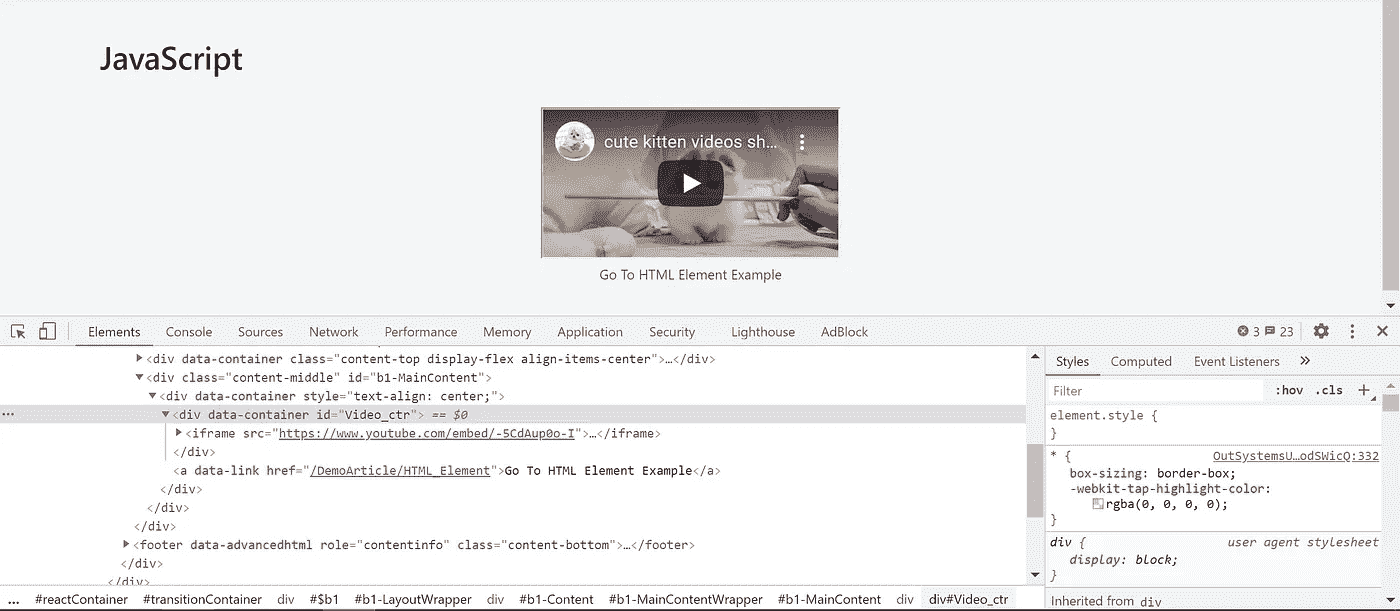 JavaScript
cute kitten videos sh...
Go To HTML Element Example
Elements Console Sources Network Performance Memory Application Security Lighthouse AdBlock 3 23
<div data-container class="content-top display-flex align-items-center">…</div>
<div class="content-middle" id="b1-MainContent">
<div data-container style="text-align: center;">
… <div data-container id="Video_ctr"> == $0
<iframe src="https://www.youtube.com/embed/-5CdAup0o-I">…</iframe>
</div>
<a data-link href="/DemoArticle/HTML_Element">Go To HTML Element Example</a>
</div>
</div>
</div>
<footer data-advancedhtml role="contentinfo" class="content-bottom">…</footer>
</div>
</div>
... #reactContainer #transitionContainer div #$b1 #b1-LayoutWrapper div #b1-Content #b1-MainContentWrapper #b1-MainContent div div#Video_ctr
Styles Computed Event Listeners »
Filter :hov .cls +
element.style {
}
* { OutSystemsU…odSWicQ:332
box-sizing: border-box;
-webkit-tap-highlight-color:
rgba(0, 0, 0, 0);
}
div { user agent stylesheet
display: block;
}
Inherited from div